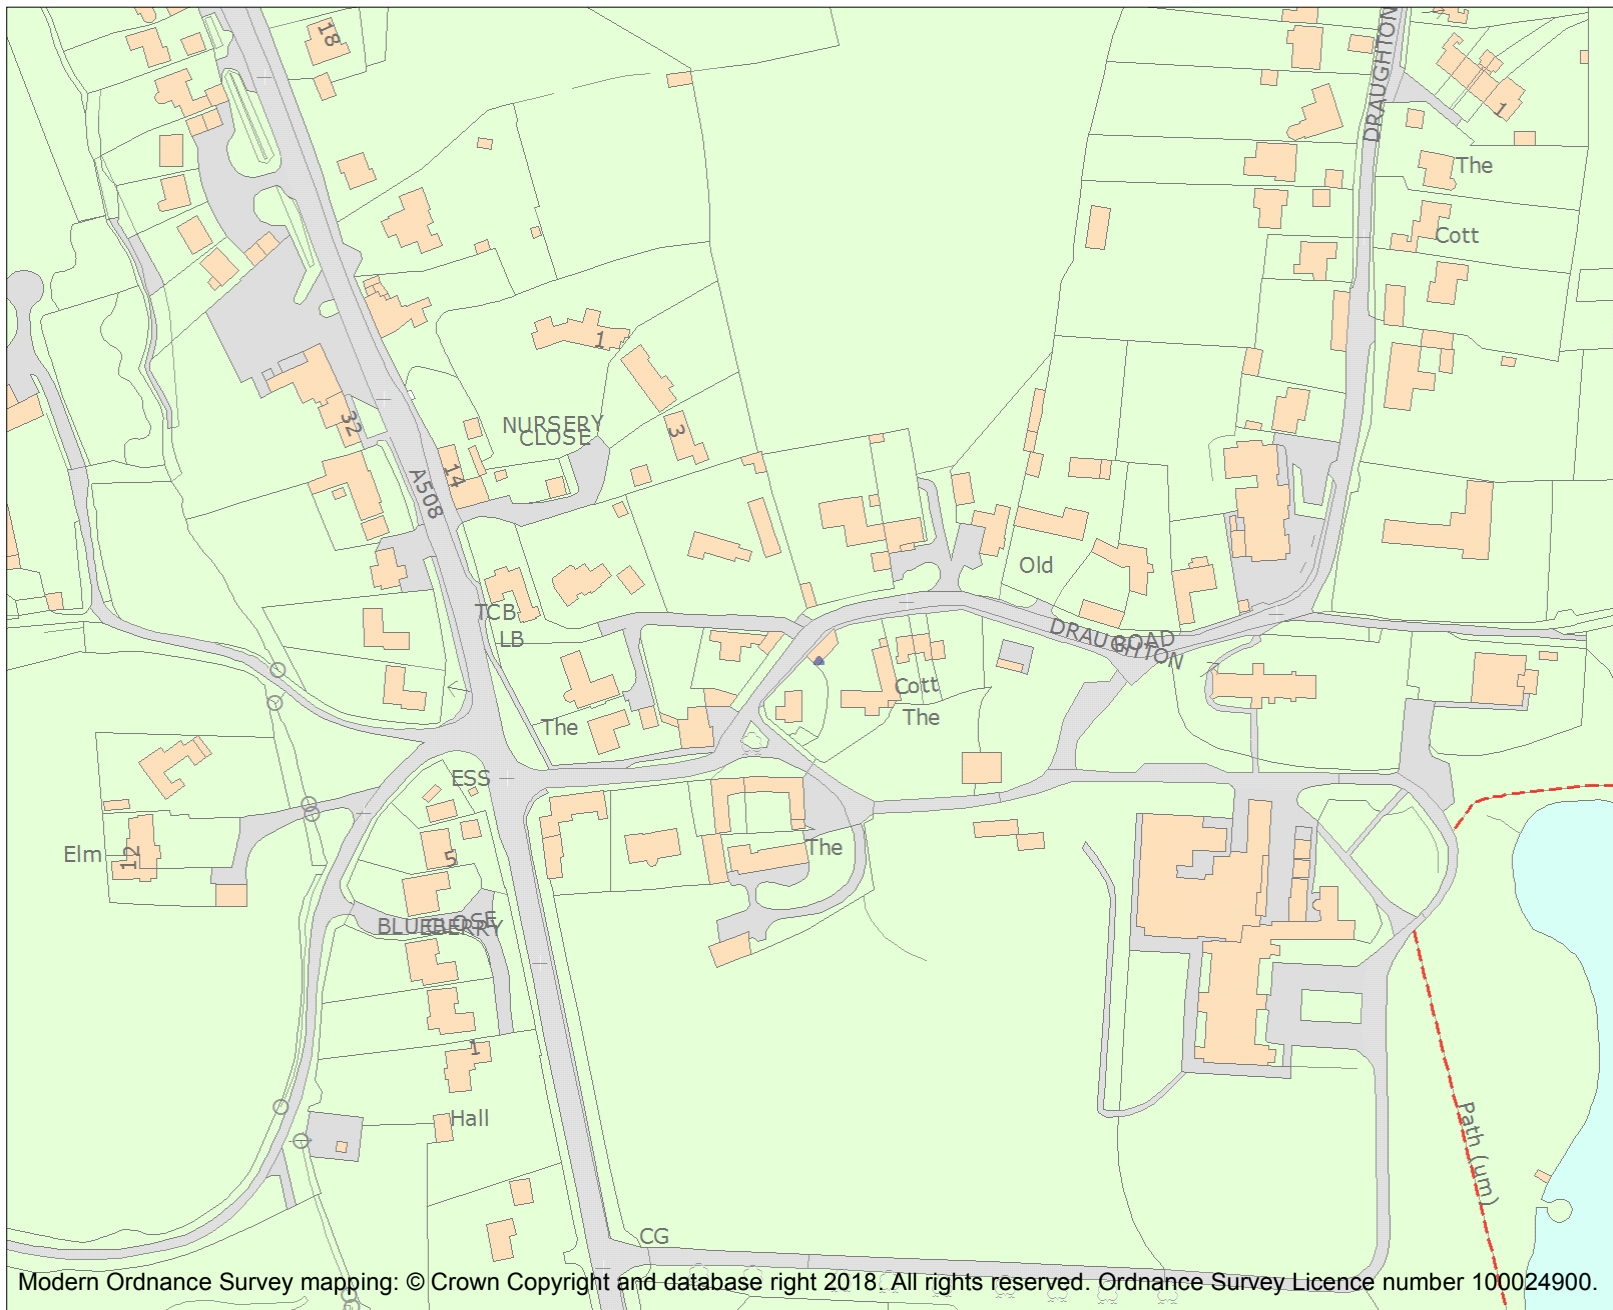 18
DRAUGHTON
1
The
Cott
1
NURSERY
CLOSE
3
32
14
A508
Old
TCB
LB
DRAUGHTON
ROAD
Cott
The
The
ESS
The
Elm
12
5
BLUEBERRY
CLOSE
1
Hall
Path (um)
CG
Modern Ordnance Survey mapping: © Crown Copyright and database right 2018. All rights reserved. Ordnance Survey Licence number 100024900.